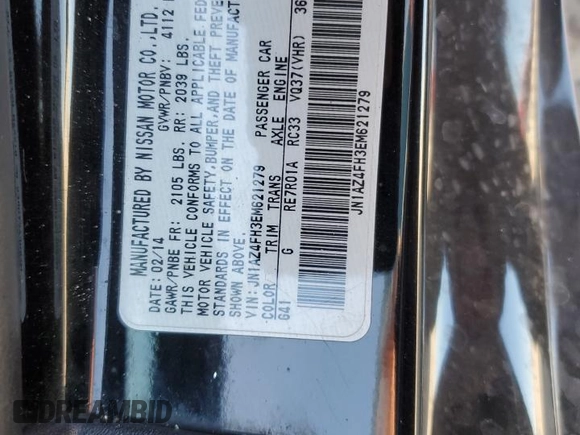 MANUFACTURED BY NISSAN MOTOR CO.,LTD.
DATE: 02/14 GVWR/PNBV: 4112
GAWR/PNBE FR: 2105 LBS. RR: 2039 LBS.
THIS VEHICLE CONFORMS TO ALL APPLICABLE FED
MOTOR VEHICLE SAFETY,BUMPER,AND THEFT PREVE
STANDARDS IN EFFECT ON THE DATE OF MANUFACT
SHOWN ABOVE.
VIN: JN1AZ4FH3EM621279 PASSENGER CAR
COLOR TRIM TRANS AXLE ENGINE
G41 G RE7R01A RC33 VQ37(VHR) 36
JN1AZ4FH3EM621279
DREAMBID